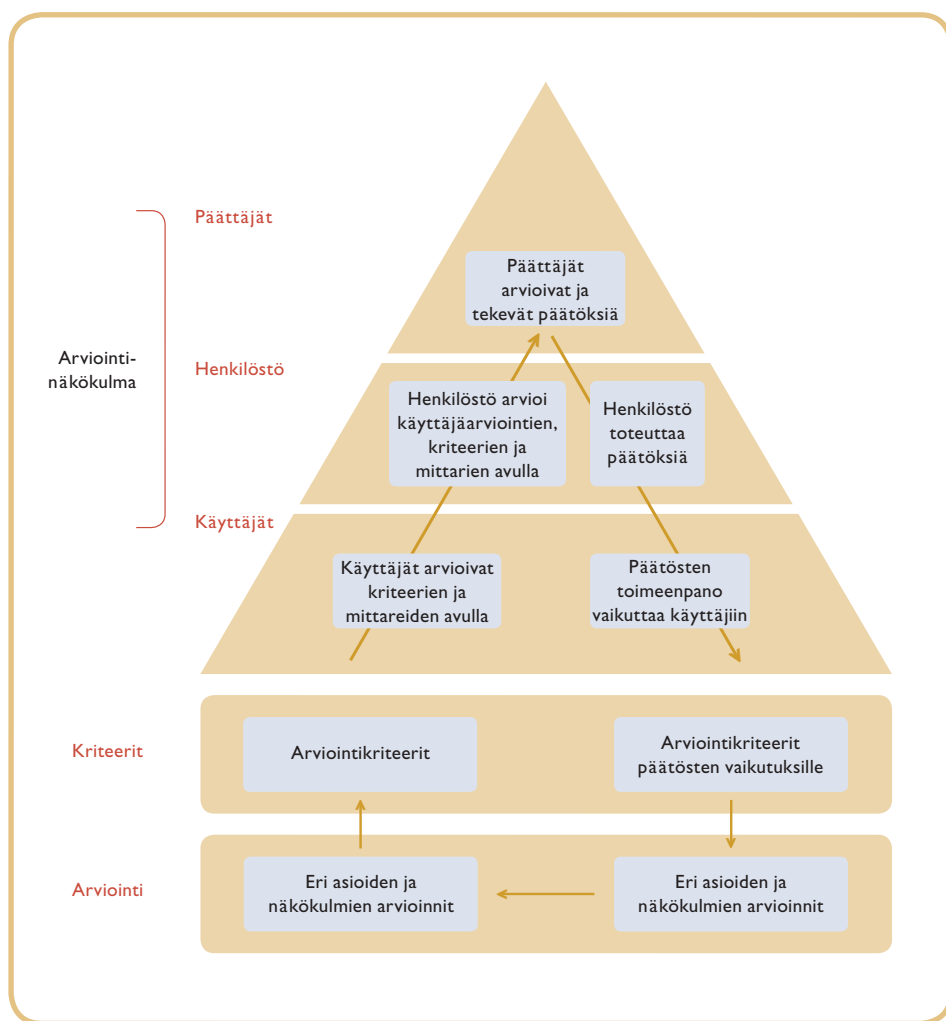 Päättäjät
Päättäjät
arvioivat ja
tekevät päätöksiä
Arviointi-
näkökulma
Henkilöstö
Henkilöstö arvioi
käyttäjäarviointien,
kriteerien ja
mittarien avulla
Henkilöstö
toteuttaa
päätöksiä
Käyttäjät
Käyttäjät arvioivat
kriteerien ja
mittareiden avulla
Päätösten
toimeenpano
vaikuttaa käyttäjiin
Kriteerit
Arviointikriteerit
Arviointikriteerit
päätösten vaikutuksille
Arviointi
Eri asioiden ja
näkökulmien arvioinnit
Eri asioiden ja
näkökulmien arvioinnit